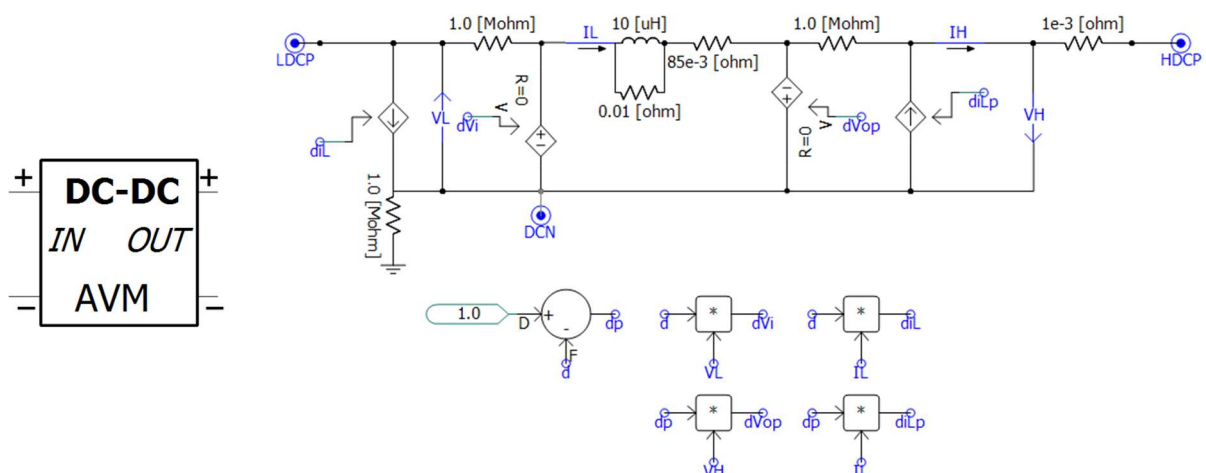 1.0 [Mohm]
10 [uH]
1.0 [Mohm]
1e-3 [ohm]
IL
IH
LDCP
85e-3 [ohm]
HDCP
0.01 [ohm]
diL
VL
dVi
V
R=0
+
-
-
+
V
R=0
dVop
diLp
VH
1.0 [Mohm]
DCN
+ DC-DC +
IN OUT
- AVM -
1.0
D
+
-
F
d
dp
d
*
dVi
VL
d
*
diL
IL
dp
*
dVop
VH
dp
*
diLp
IL